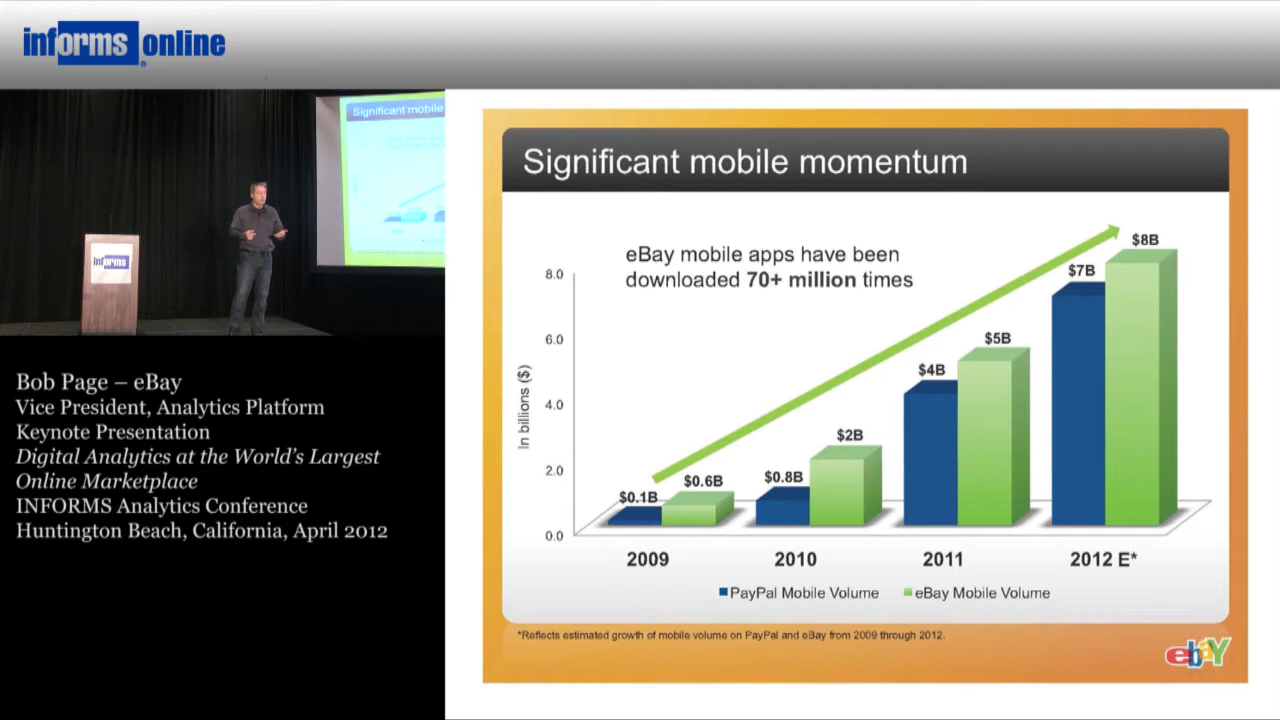 informs online
Significant mobile
informs
Bob Page – eBay
Vice President, Analytics Platform
Keynote Presentation
Digital Analytics at the World's Largest
Online Marketplace
INFORMS Analytics Conference
Huntington Beach, California, April 2012
Significant mobile momentum
eBay mobile apps have been
downloaded 70+ million times
In billions ($)
8.0
6.0
4.0
2.0
0.0
$0.1B
$0.6B
$0.8B
$2B
$4B
$5B
$7B
$8B
2009
2010
2011
2012 E*
PayPal Mobile Volume
eBay Mobile Volume
*Reflects estimated growth of mobile volume on PayPal and eBay from 2009 through 2012.
ebaY